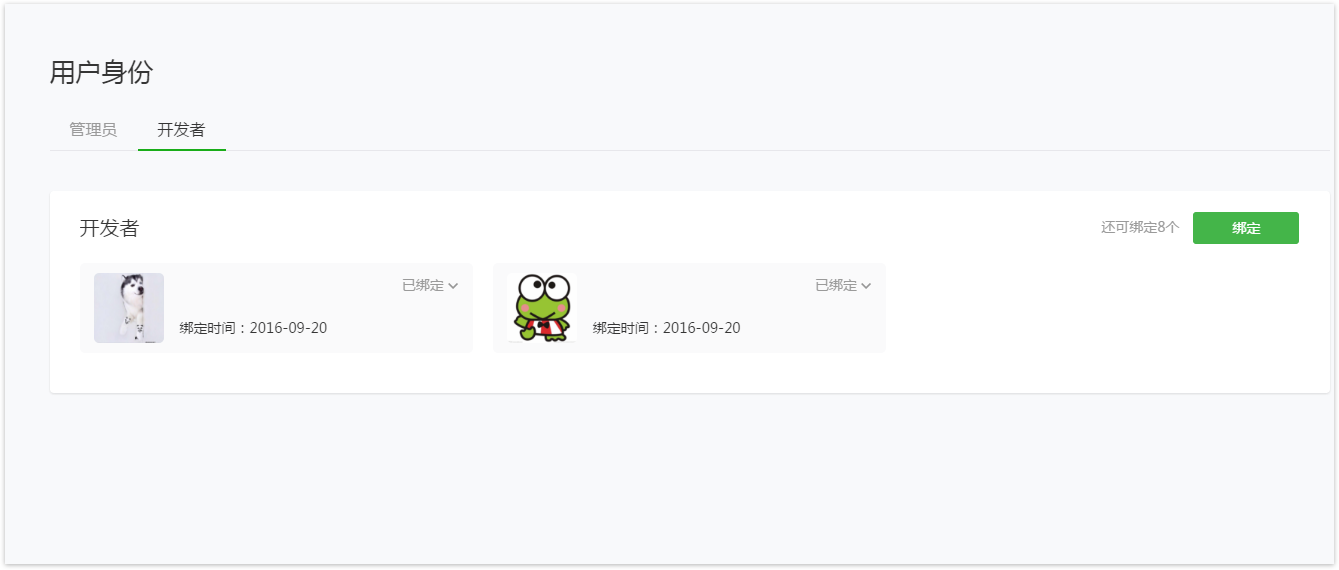 用户身份
管理员 开发者
开发者 还可绑定8个 绑定
已绑定 已绑定
绑定时间：2016-09-20 绑定时间：2016-09-20